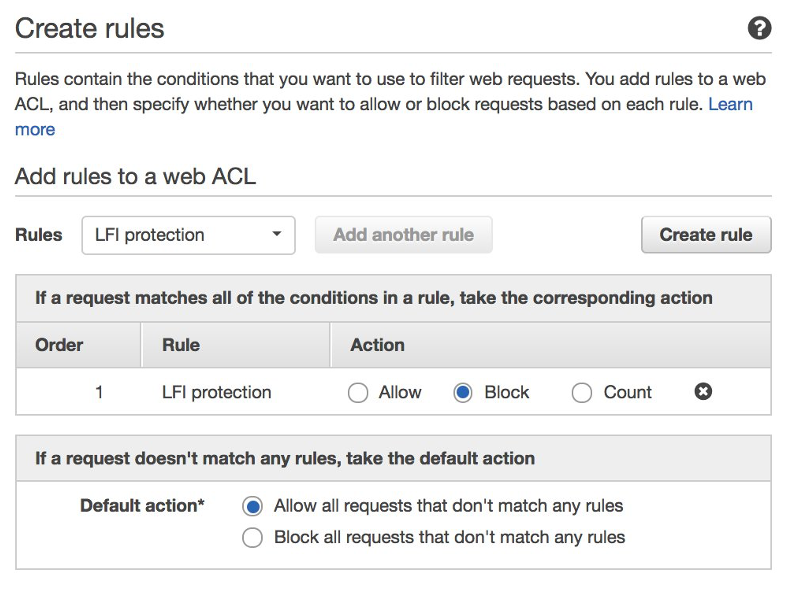 Create rules
?
Rules contain the conditions that you want to use to filter web requests. You add rules to a web
ACL, and then specify whether you want to allow or block requests based on each rule. Learn
more
Add rules to a web ACL
Rules LFI protection Add another rule Create rule
If a request matches all of the conditions in a rule, take the corresponding action
Order Rule Action
1 LFI protection Allow Block Count
If a request doesn't match any rules, take the default action
Default action* Allow all requests that don't match any rules
Block all requests that don't match any rules